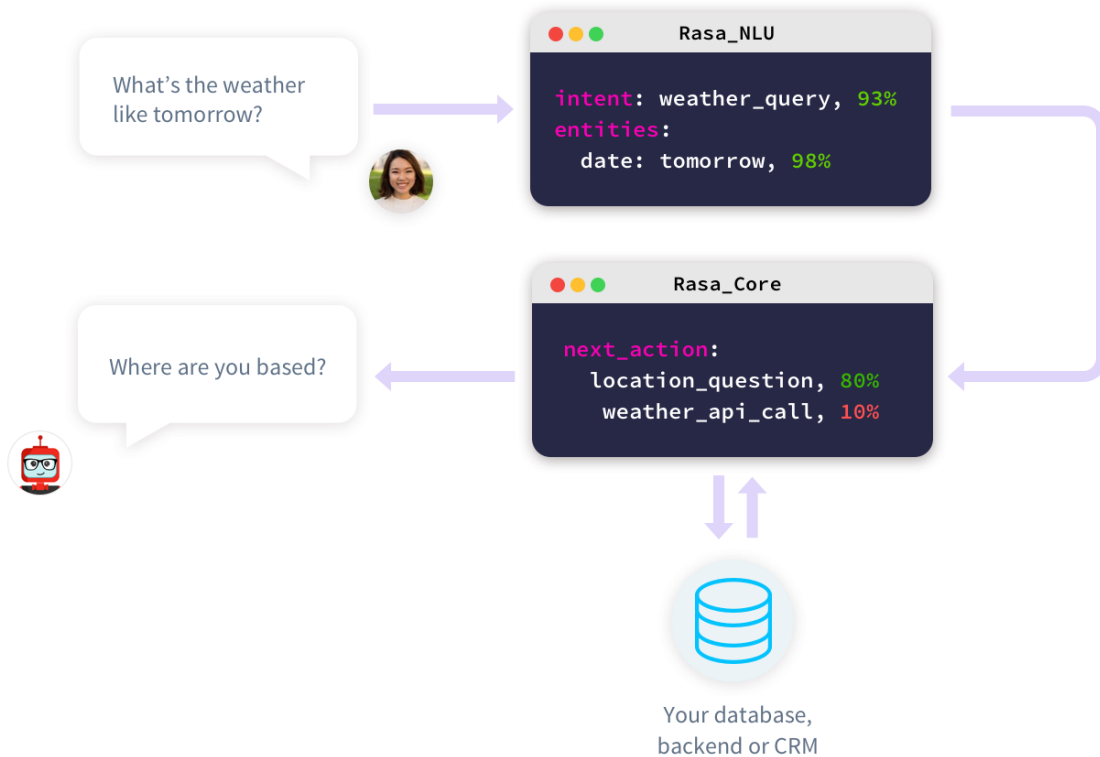 What’s the weather
like tomorrow?
Rasa_NLU
intent: weather_query, 93%
entities:
date: tomorrow, 98%
Rasa_Core
next_action:
location_question, 80%
weather_api_call, 10%
Where are you based?
Your database,
backend or CRM